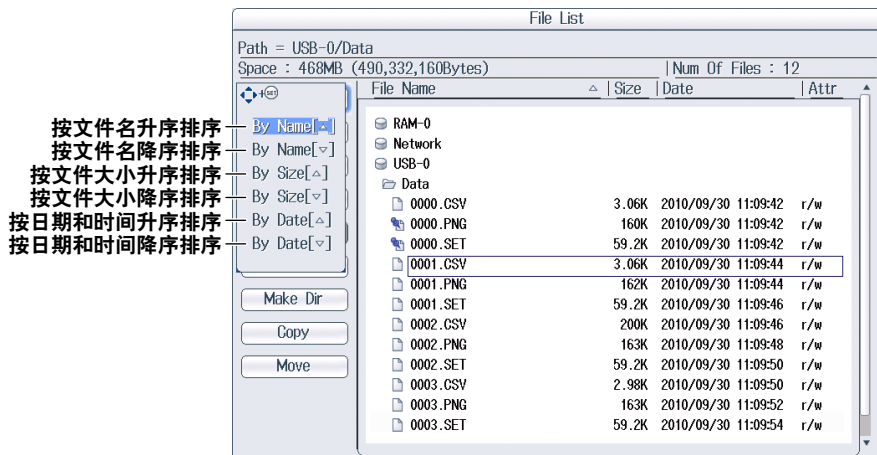 File List
Path = USB-0/Data
Space : 468MB (490,332,160Bytes) Num Of Files : 12
File Name Size Date Attr
+SET
按文件名升序排序 By Name[▵]
按文件名降序排序 By Name[▿]
按文件大小升序排序 By Size[▵]
按文件大小降序排序 By Size[▿]
按日期和时间升序排序 By Date[▵]
按日期和时间降序排序 By Date[▿]
Make Dir
Copy
Move
RAM-0
Network
USB-0
Data
0000.CSV 3.06K 2010/09/30 11:09:42 r/w
0000.PNG 160K 2010/09/30 11:09:42 r/w
0000.SET 59.2K 2010/09/30 11:09:42 r/w
0001.CSV 3.06K 2010/09/30 11:09:44 r/w
0001.PNG 162K 2010/09/30 11:09:44 r/w
0001.SET 59.2K 2010/09/30 11:09:46 r/w
0002.CSV 200K 2010/09/30 11:09:46 r/w
0002.PNG 163K 2010/09/30 11:09:48 r/w
0002.SET 59.2K 2010/09/30 11:09:50 r/w
0003.CSV 2.98K 2010/09/30 11:09:50 r/w
0003.PNG 163K 2010/09/30 11:09:52 r/w
0003.SET 59.2K 2010/09/30 11:09:54 r/w